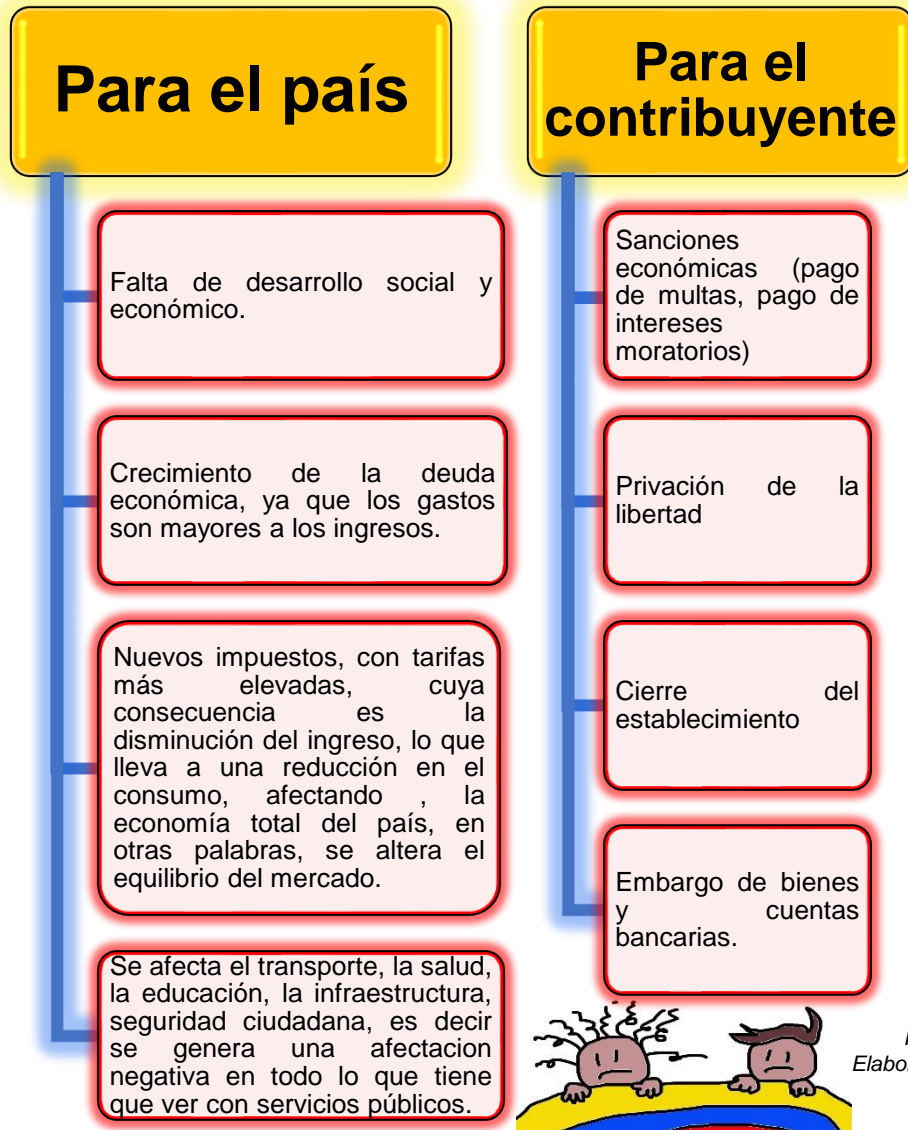 Para el país
Falta de desarrollo social y
económico.
Crecimiento de la deuda
económica, ya que los gastos
son mayores a los ingresos.
Nuevos impuestos, con tarifas
más elevadas, cuya
consecuencia es la
disminución del ingreso, lo que
lleva a una reducción en el
consumo, afectando , la
economía total del país, en
otras palabras, se altera el
equilibrio del mercado.
Se afecta el transporte, la salud,
la educación, la infraestructura,
seguridad ciudadana, es decir
se genera una afectacion
negativa en todo lo que tiene
que ver con servicios públicos.
Para el
contribuyente
Sanciones
económicas (pago
de multas, pago de
intereses
moratorios)
Privación de la
libertad
Cierre del
establecimiento
Embargo de bienes
y cuentas
bancarias.